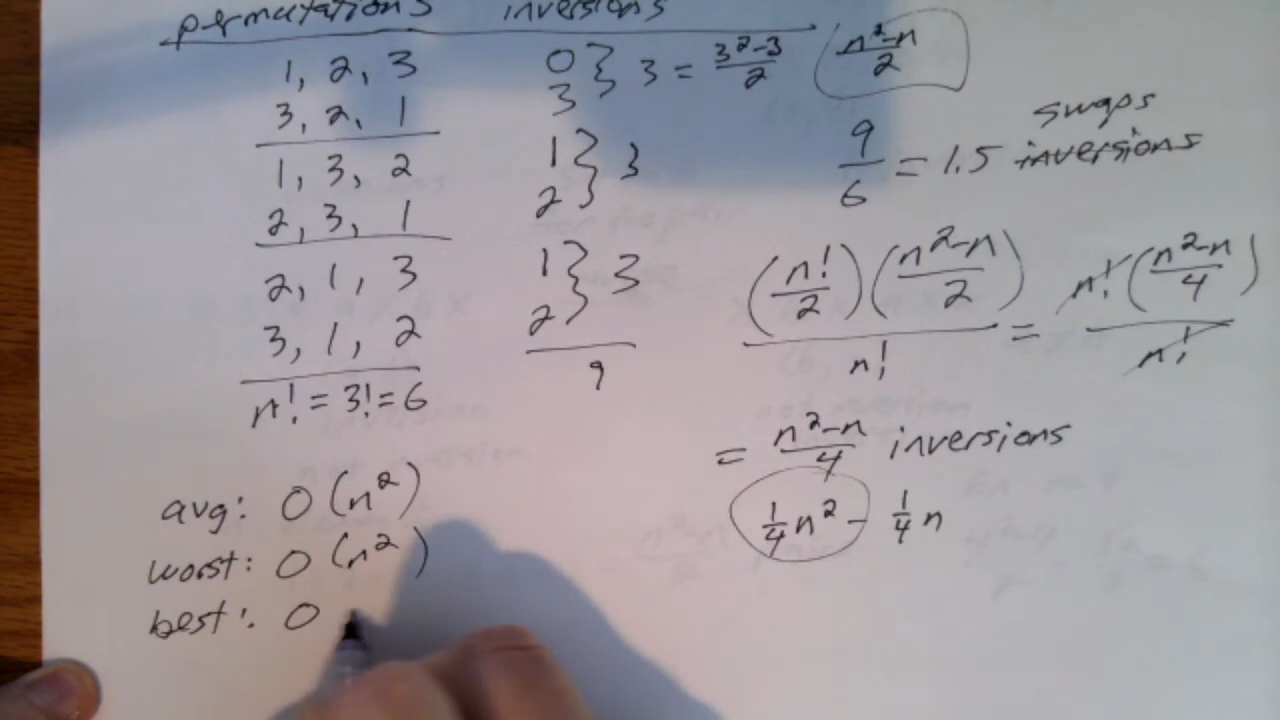 permutations inversions
1, 2, 3 0 } 3 = 3²-3/2 (n²-n/2)
3, 2, 1 3
1, 3, 2 1 } 3
2, 3, 1 2
2, 1, 3 1 } 3
3, 1, 2 2
n! = 3! = 6 9
swaps
9/6 = 1.5 inversions
(n!/2)(n²-n/2)/n! = n!(n²-n/4)/n!
= n²-n/4 inversions
1/4n² - 1/4n
avg: O(n²)
worst: O(n²)
best: O